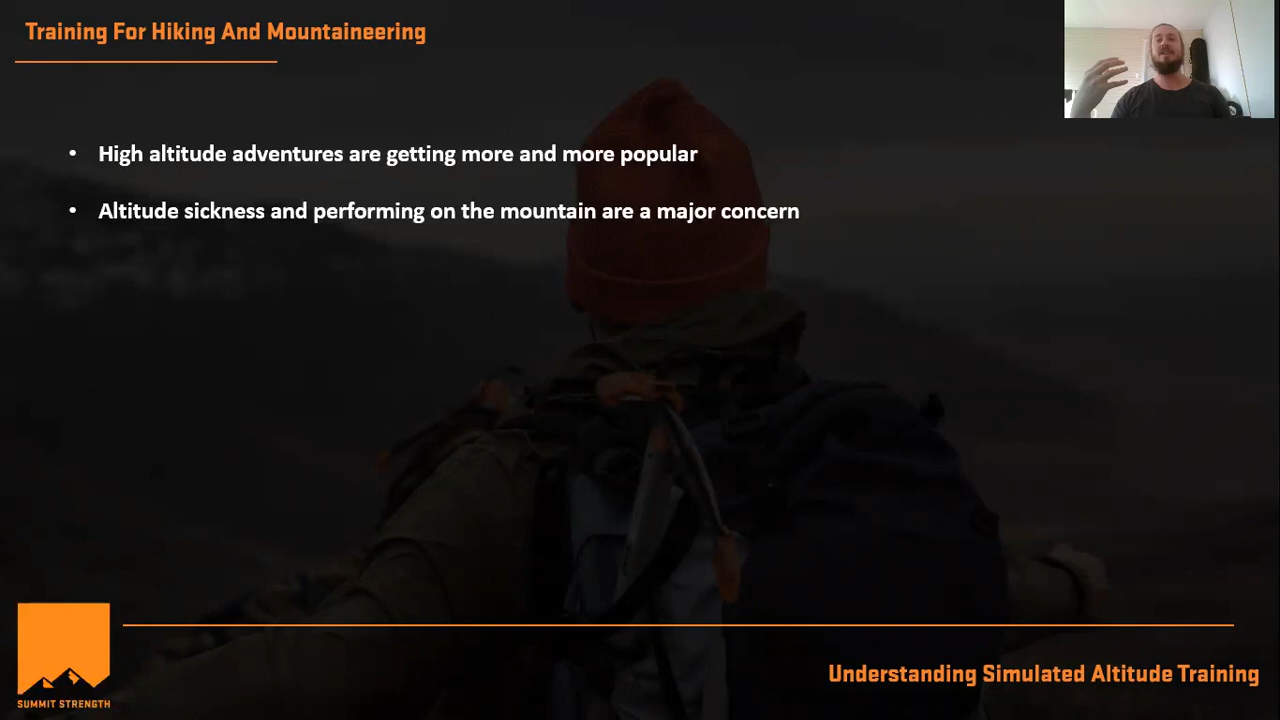 Training For Hiking And Mountaineering
• High altitude adventures are getting more and more popular
• Altitude sickness and performing on the mountain are a major concern
SUMMIT STRENGTH
Understanding Simulated Altitude Training